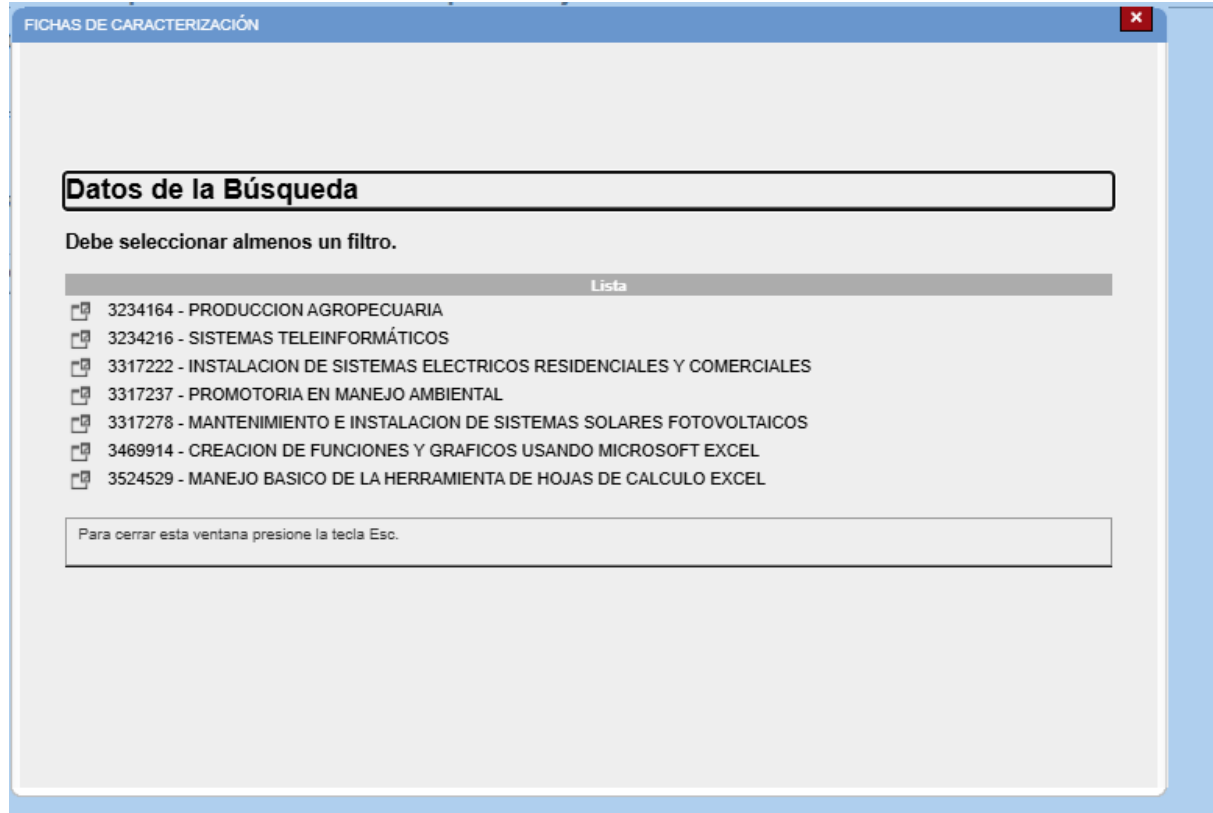 FICHAS DE CARACTERIZACIÓN
Datos de la Búsqueda
Debe seleccionar almenos un filtro.
Lista
3234164 - PRODUCCION AGROPECUARIA
3234216 - SISTEMAS TELEINFORMÁTICOS
3317222 - INSTALACION DE SISTEMAS ELECTRICOS RESIDENCIALES Y COMERCIALES
3317237 - PROMOTORIA EN MANEJO AMBIENTAL
3317278 - MANTENIMIENTO E INSTALACION DE SISTEMAS SOLARES FOTOVOLTAICOS
3469914 - CREACION DE FUNCIONES Y GRAFICOS USANDO MICROSOFT EXCEL
3524529 - MANEJO BASICO DE LA HERRAMIENTA DE HOJAS DE CALCULO EXCEL
Para cerrar esta ventana presione la tecla Esc.